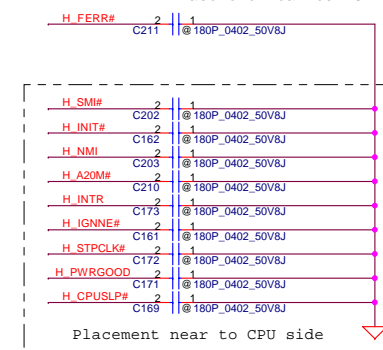 H_FERR# 2 1
C211 @ 180P_0402_50V8J
H_SMI# 2 1
C202 @ 180P_0402_50V8J
H_INIT# 2 1
C162 @ 180P_0402_50V8J
H_NMI 2 1
C203 @ 180P_0402_50V8J
H_A20M# 2 1
C210 @ 180P_0402_50V8J
H_INTR 2 1
C173 @ 180P_0402_50V8J
H_IGNNE# 2 1
C161 @ 180P_0402_50V8J
H_STPCLK# 2 1
C172 @ 180P_0402_50V8J
H_PWRGOOD 2 1
C171 @ 180P_0402_50V8J
H_CPUSLP# 2 1
C169 @ 180P_0402_50V8J
Placement near to CPU side